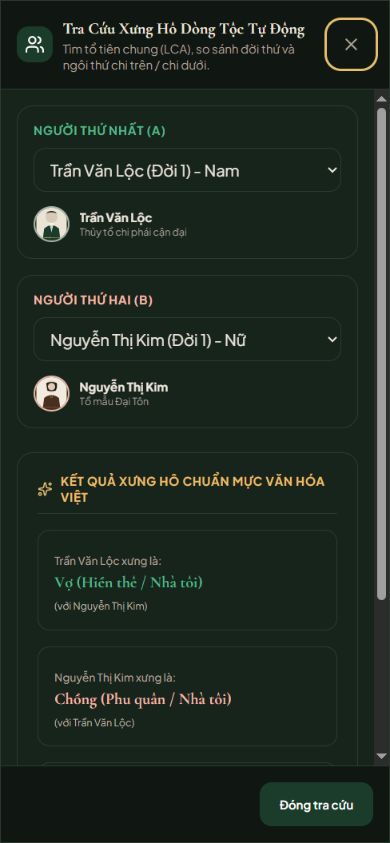 Tra Cứu Xưng Hô Dòng Tộc Tự Động
Tìm tổ tiên chung (LCA), so sánh đời thứ và
ngôi thứ chi trên / chi dưới.
NGƯỜI THỨ NHẤT (A)
Trần Văn Lộc (Đời 1) - Nam
Trần Văn Lộc
Thủy tổ chi phái cận đại
NGƯỜI THỨ HAI (B)
Nguyễn Thị Kim (Đời 1) - Nữ
Nguyễn Thị Kim
Tổ mẫu Đại Tôn
KẾT QUẢ XƯNG HÔ CHUẨN MỰC VĂN HÓA
VIỆT
Trần Văn Lộc xưng là:
Vợ (Hiền thê / Nhà tôi)
(với Nguyễn Thị Kim)
Nguyễn Thị Kim xưng là:
Chồng (Phu quân / Nhà tôi)
(với Trần Văn Lộc)
Đóng tra cứu